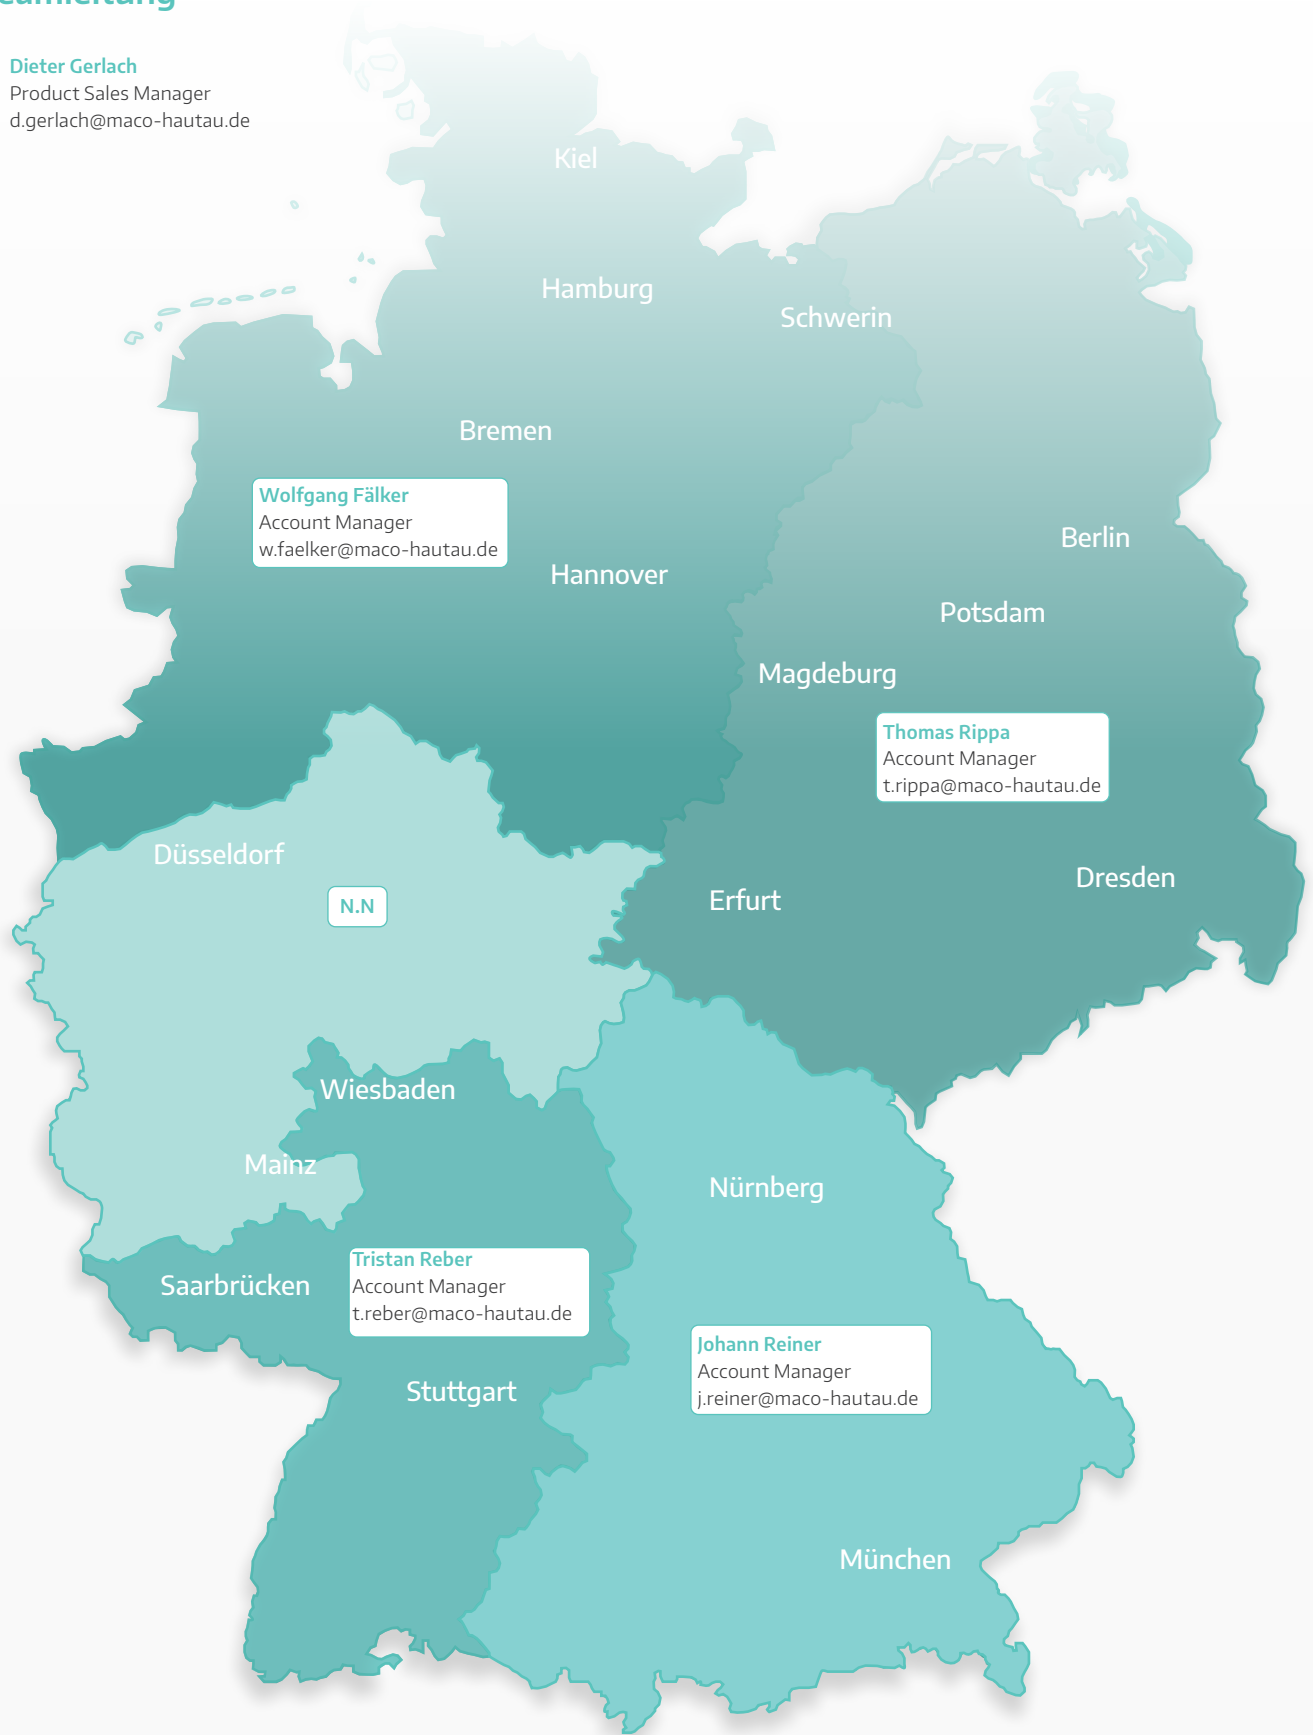 Dieter Gerlach
Product Sales Manager
d.gerlach@maco-hautau.de
Kiel
Hamburg
Schwerin
Bremen
Wolfgang Fälker
Account Manager
w.faelker@maco-hautau.de
Berlin
Hannover
Potsdam
Magdeburg
Thomas Rippa
Account Manager
t.rippa@maco-hautau.de
Düsseldorf
Dresden
Erfurt
N.N
Wiesbaden
Mainz
Nürnberg
Saarbrücken
Tristan Reber
Account Manager
t.reber@maco-hautau.de
Johann Reiner
Account Manager
j.reiner@maco-hautau.de
Stuttgart
München